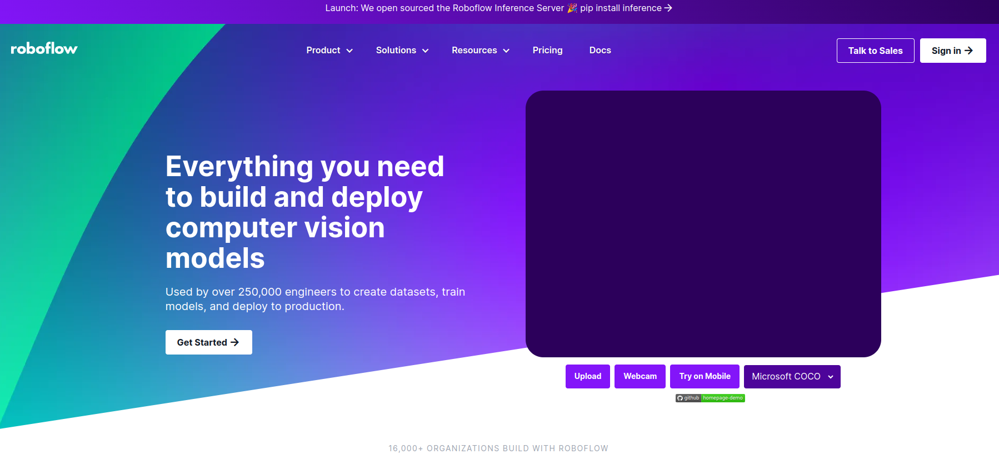 Launch: We open sourced the Roboflow Inference Server 🎉 pip install inference →
roboflow
Product
Solutions
Resources
Pricing
Docs
Talk to Sales
Sign in →
Everything you need
to build and deploy
computer vision
models
Used by over 250,000 engineers to create datasets, train
models, and deploy to production.
Get Started →
Upload
Webcam
Try on Mobile
Microsoft COCO
github homepage-demo
16,000+ ORGANIZATIONS BUILD WITH ROBOFLOW